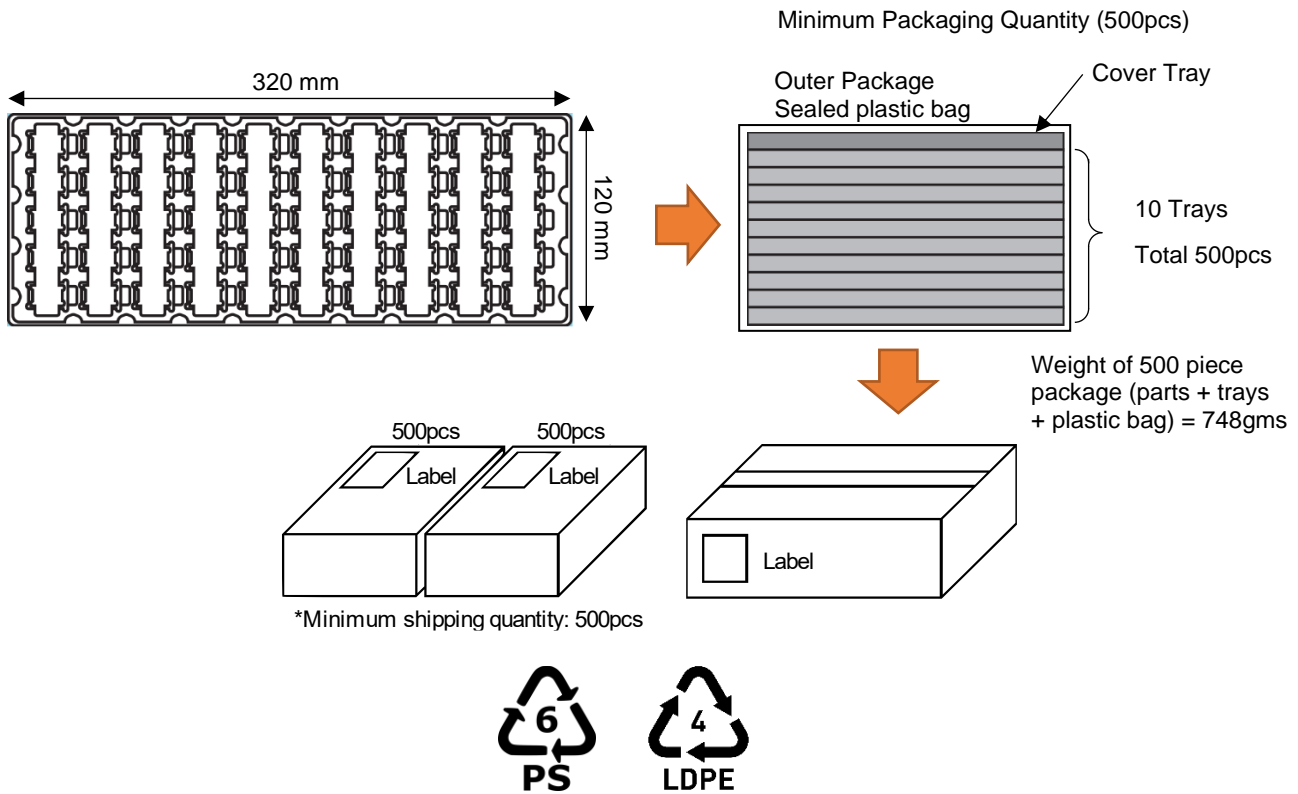 Minimum Packaging Quantity (500pcs)
320 mm
120 mm
Outer Package
Sealed plastic bag
Cover Tray
10 Trays
Total 500pcs
Weight of 500 piece
package (parts + trays
+ plastic bag) = 748gms
500pcs
500pcs
Label
Label
Label
*Minimum shipping quantity: 500pcs
6
PS
4
LDPE